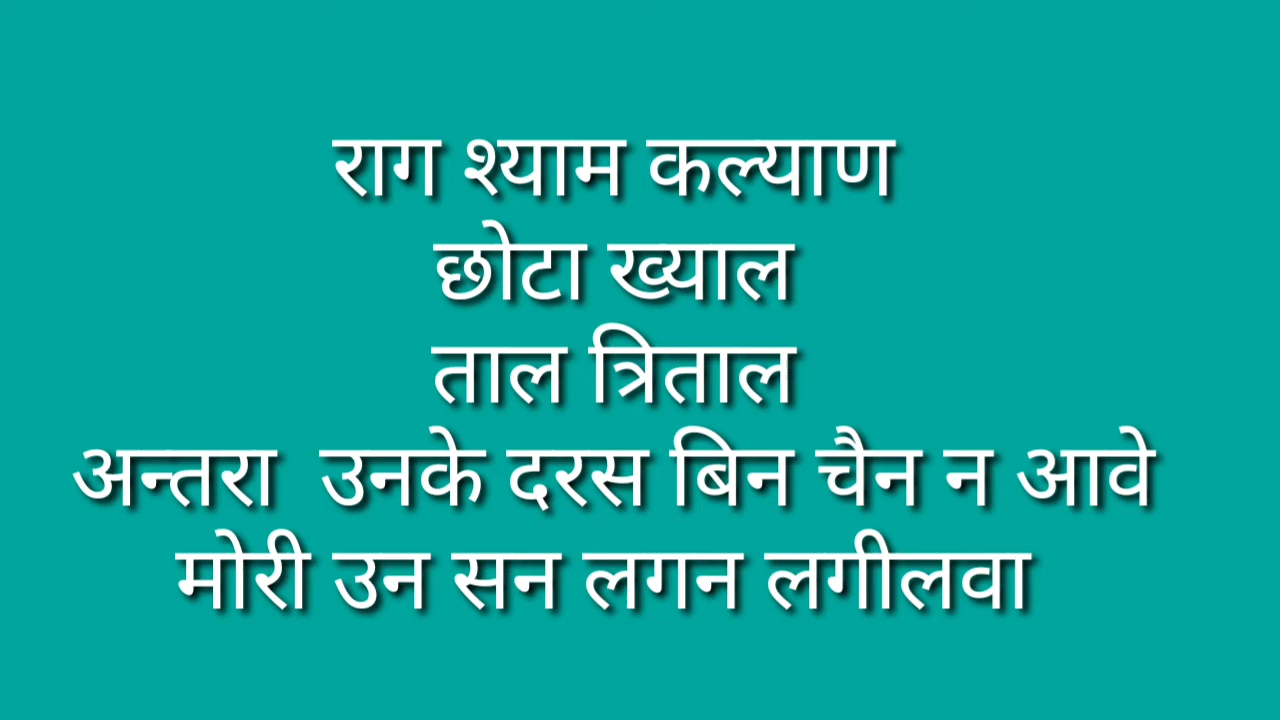 राग श्याम कल्याण
छोटा ख्याल
ताल त्रिताल
अन्तरा  उनके दरस बिन चैन न आवे
मोरी उन सन लगन लगीलवा